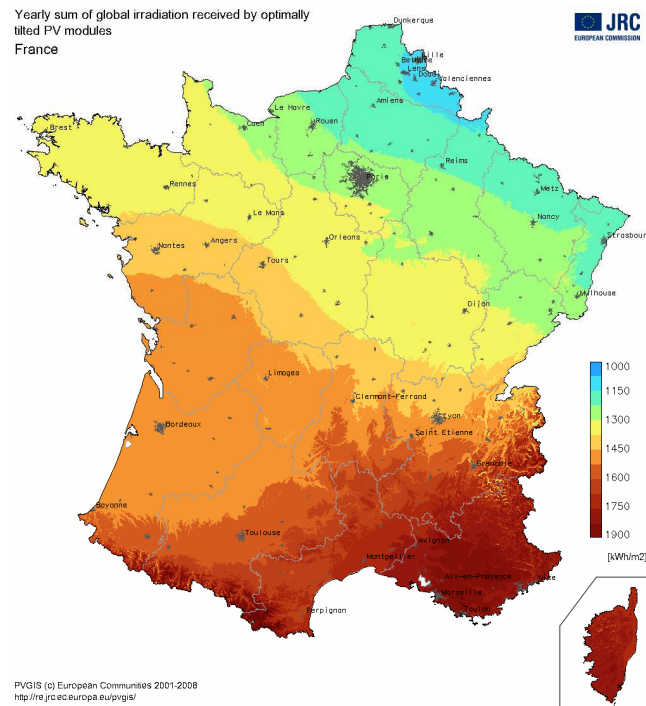 Yearly sum of global irradiation received by optimally
tilted PV modules
France
JRC
EUROPEAN COMMISSION
Dunkerque
Lille
Bethune
Lens
Douai
Valenciennes
Le Havre
Amiens
Rouen
Caen
Brest
Reims
Paris
Metz
Rennes
Le Mans
Nancy
Strasbour
Orleans
Nantes
Angers
Tours
Mulhouse
Dijon
Limoges
Clermont-Ferrand
Lyon
Saint Etienne
Bordeaux
Grenoble
Bayonne
Toulouse
Avignon
Montpellier
Aix-en-Provence
Nice
Marseille
Toulon
Perpignan
1000
1150
1300
1450
1600
1750
1900
[kWh/m2]
PVGIS (c) European Communities 2001-2008
http://re.jrc.ec.europa.eu/pvgis/